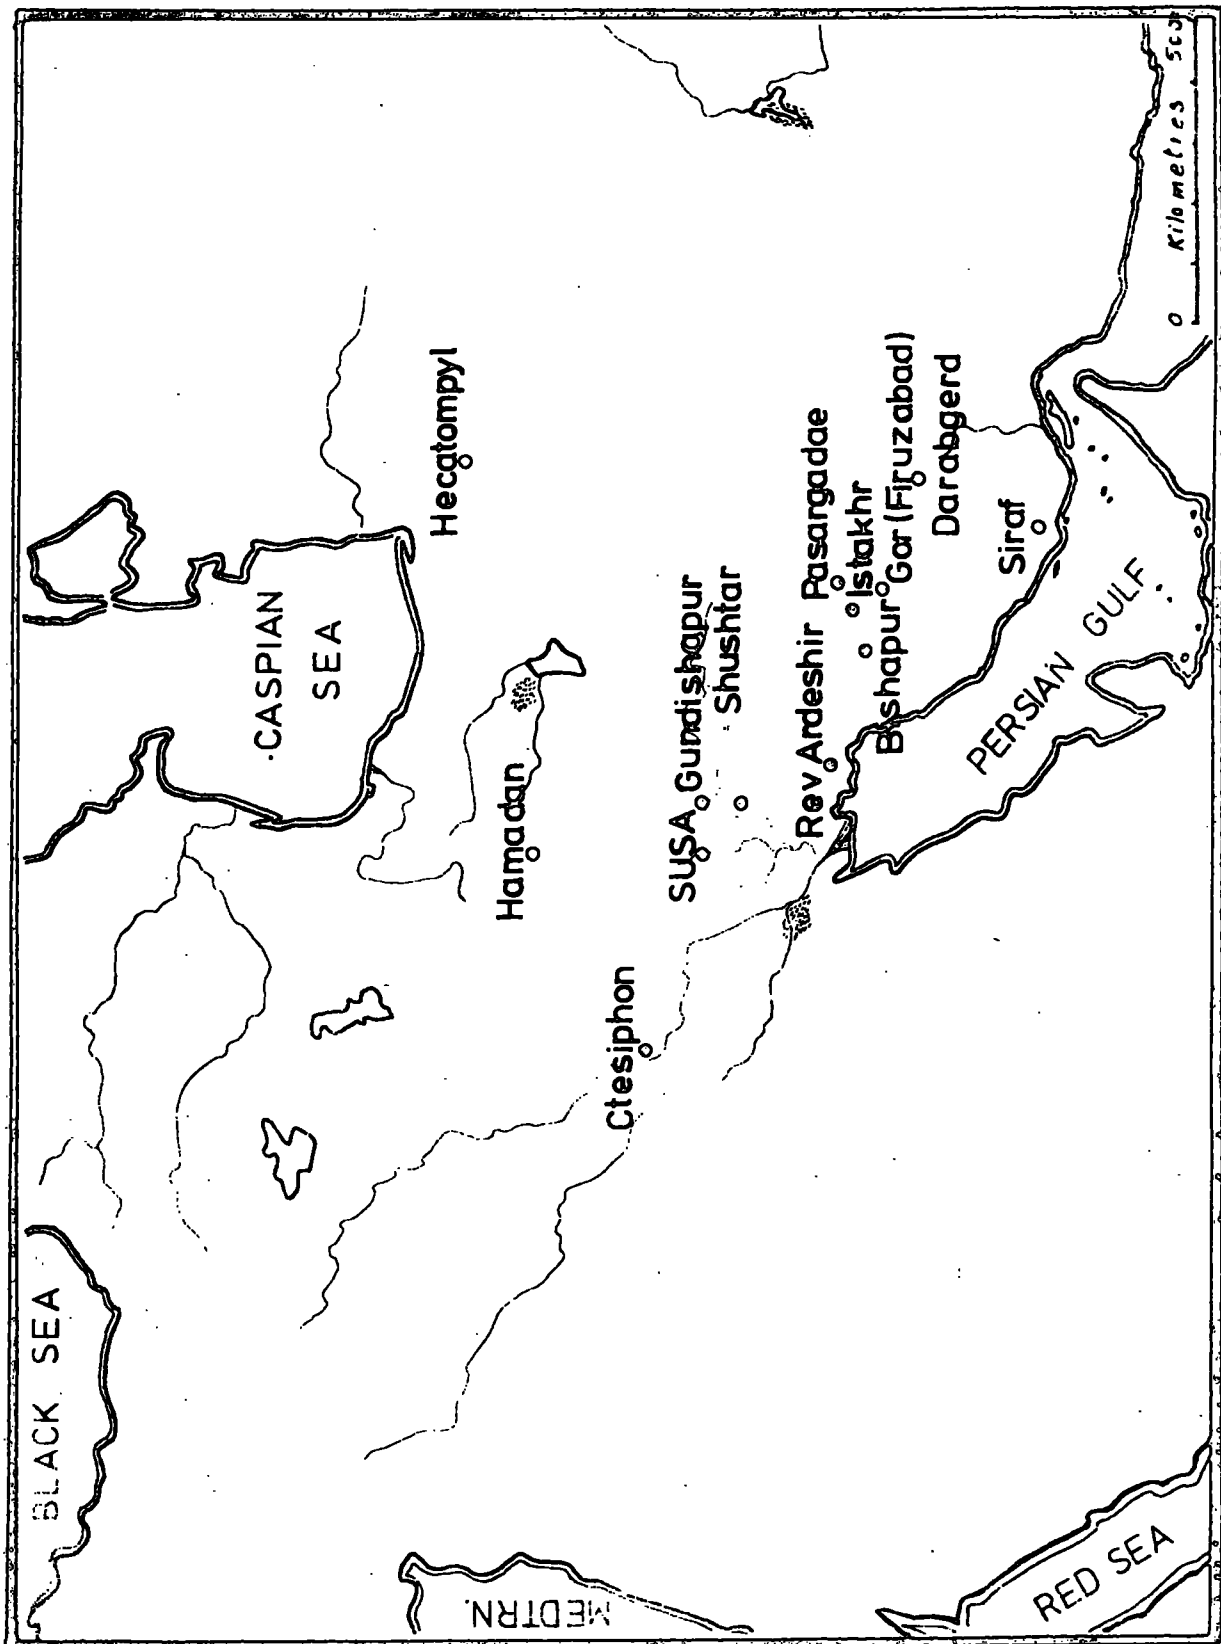 BLACK SEA
CASPIAN
SEA
Hecatompyl
Hamadan
MEDTRN.
Ctesiphon
SUSA
Gundishapur
Shushtar
Rev Ardeshir
Pasargadae
Istakhr
Bishapur
Gor (Firuzabad)
Darabgerd
Siraf
PERSIAN GULF
RED SEA
0 Kilometres